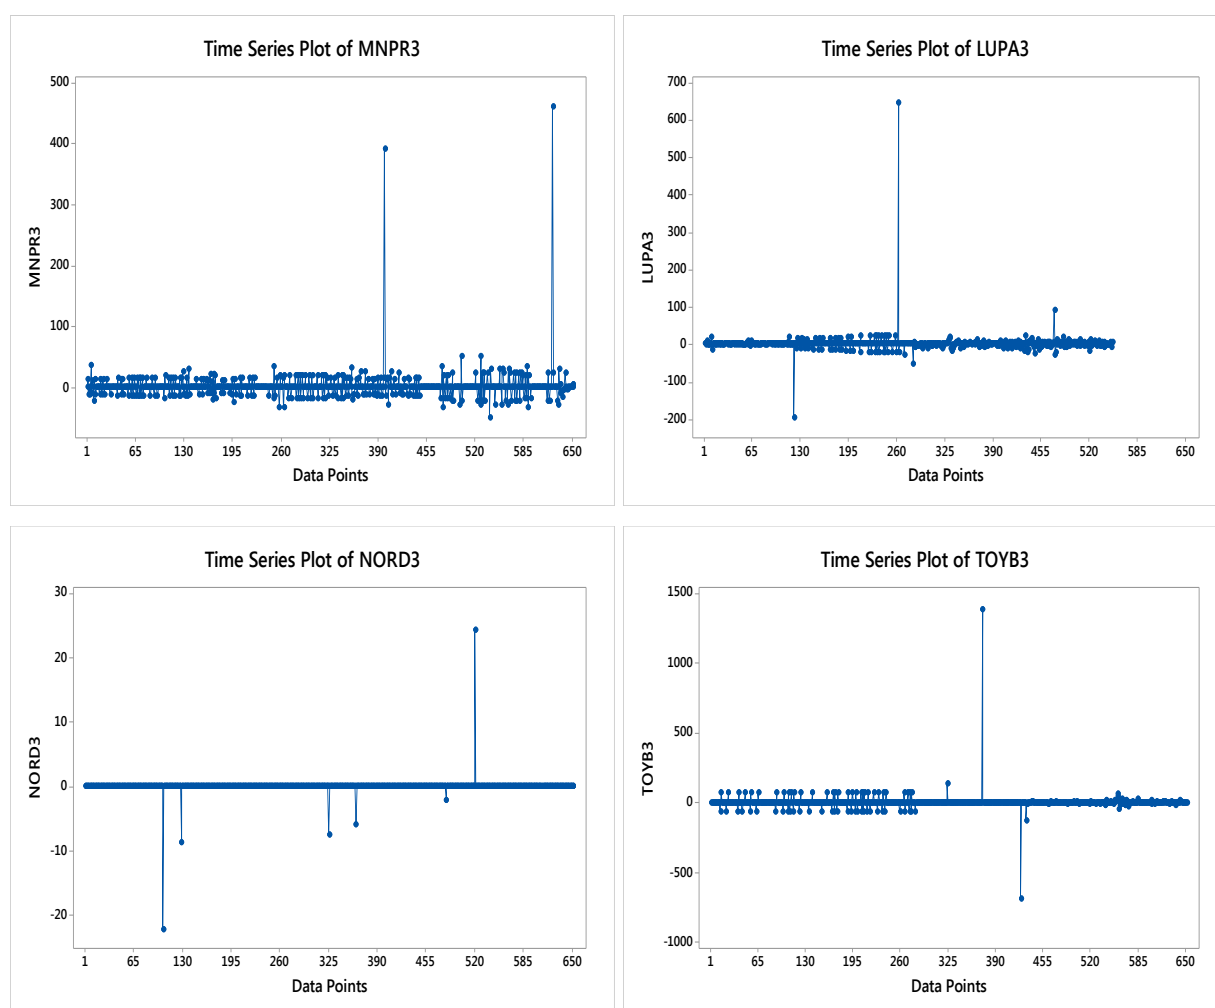 Time Series Plot of MNPR3
500
400
300
200
100
0
MNPR3
1 65 130 195 260 325 390 455 520 585 650
Data Points
Time Series Plot of LUPA3
700
600
500
400
300
200
100
0
-100
-200
LUPA3
1 65 130 195 260 325 390 455 520 585 650
Data Points
Time Series Plot of NORD3
30
20
10
0
-10
-20
NORD3
1 65 130 195 260 325 390 455 520 585 650
Data Points
Time Series Plot of TOYB3
1500
1000
500
0
-500
-1000
TOYB3
1 65 130 195 260 325 390 455 520 585 650
Data Points